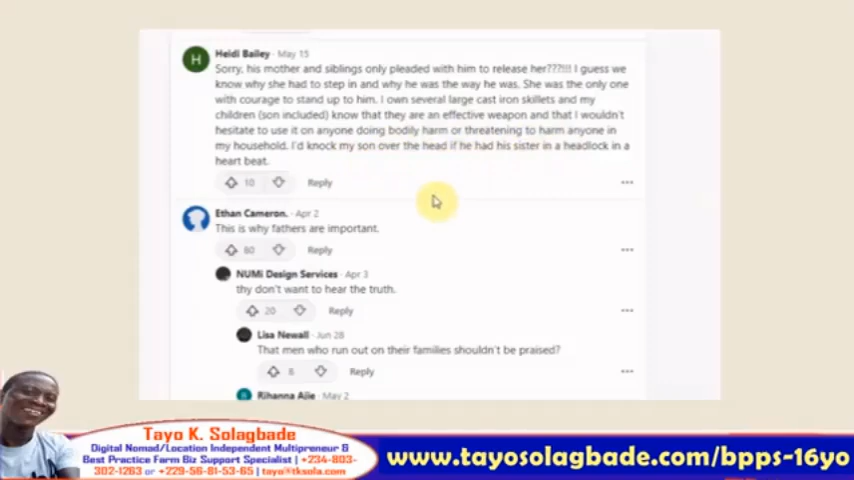 H
Heidi Bailey · May 15
Sorry, his mother and siblings only pleaded with him to release her???!!! I guess we
know why she had to step in and why he was the way he was. She was the only one
with courage to stand up to him. I own several large cast iron skillets and my
children (son included) know that they are an effective weapon and that I wouldn't
hesitate to use it on anyone doing bodily harm or threatening to harm anyone in
my household. I'd knock my son over the head if he had his sister in a headlock in a
heart beat.
10 Reply
Ethan Cameron. · Apr 2
This is why fathers are important.
60 Reply
NUMi Design Services · Apr 3
thy don't want to hear the truth.
20 Reply
Lisa Newall · Jun 28
That men who run out on their families shouldn't be praised?
8 Reply
Rihanna Ajie · May 2
Tayo K. Solagbade
Digital Nomad/Location Independent Multipreneur &
Best Practice Farm Biz Support Specialist | +234-803-
302-1263 or +229-56-81-53-65 | tayo@tksola.com
www.tayosolagbade.com/bpps-16yo